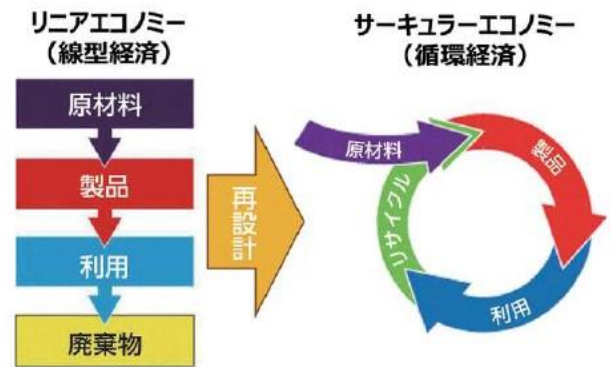 リニアエコノミー
（線型経済）
原材料
製品
利用
廃棄物
再設計
サーキュラーエコノミー
（循環経済）
原材料
製品
利用
リサイクル